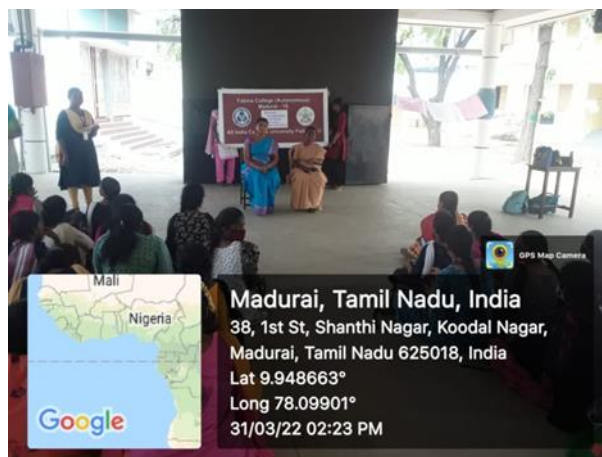 Fatima College (Autonomous)
Madurai - 18
All India
University
GPS Map Camera
Mali
Nigeria
Google
Madurai, Tamil Nadu, India
38, 1st St, Shanthi Nagar, Koodal Nagar,
Madurai, Tamil Nadu 625018, India
Lat 9.948663°
Long 78.09901°
31/03/22 02:23 PM